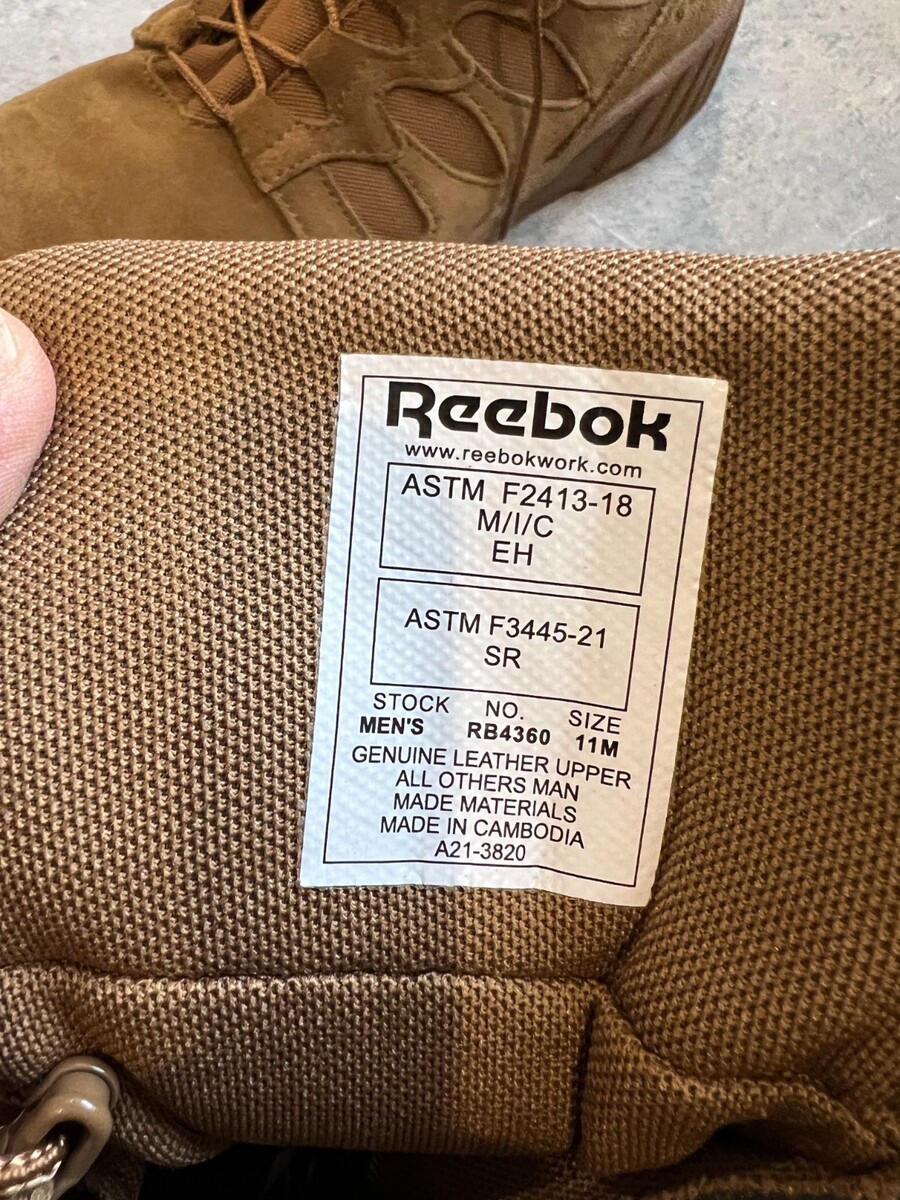 Reebok
www.reebokwork.com
ASTM F2413-18
M/I/C
EH
ASTM F3445-21
SR
STOCK NO. SIZE
MEN'S RB4360 11M
GENUINE LEATHER UPPER
ALL OTHERS MAN
MADE MATERIALS
MADE IN CAMBODIA
A21-3820